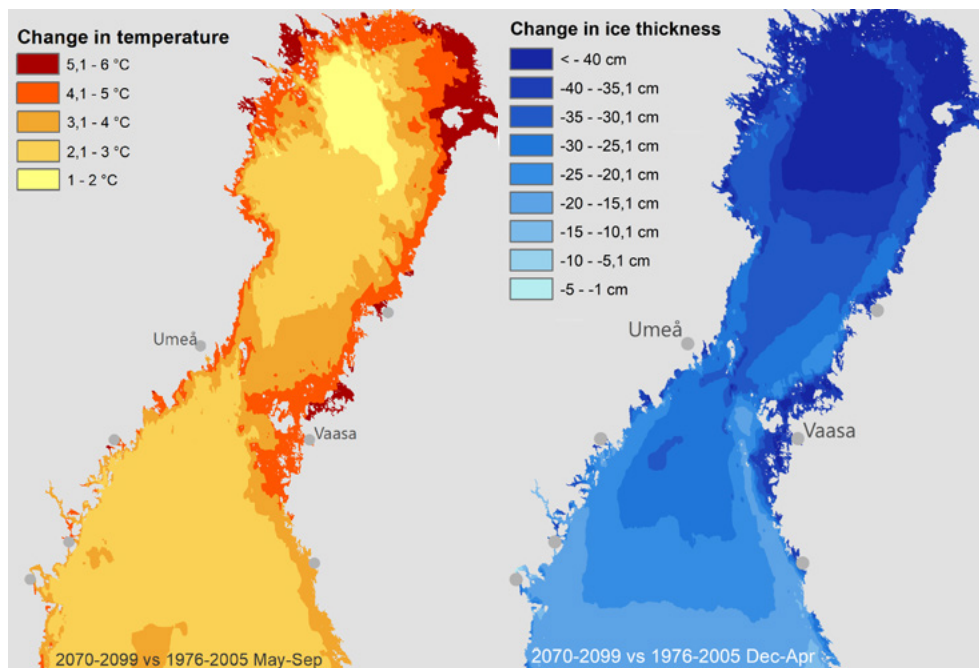 Change in temperature
5,1 - 6 °C
4,1 - 5 °C
3,1 - 4 °C
2,1 - 3 °C
1 - 2 °C
Umeå
Vaasa
2070-2099 vs 1976-2005 May-Sep
Change in ice thickness
< - 40 cm
-40 - -35,1 cm
-35 - -30,1 cm
-30 - -25,1 cm
-25 - -20,1 cm
-20 - -15,1 cm
-15 - -10,1 cm
-10 - -5,1 cm
-5 - -1 cm
Umeå
Vaasa
2070-2099 vs 1976-2005 Dec-Apr